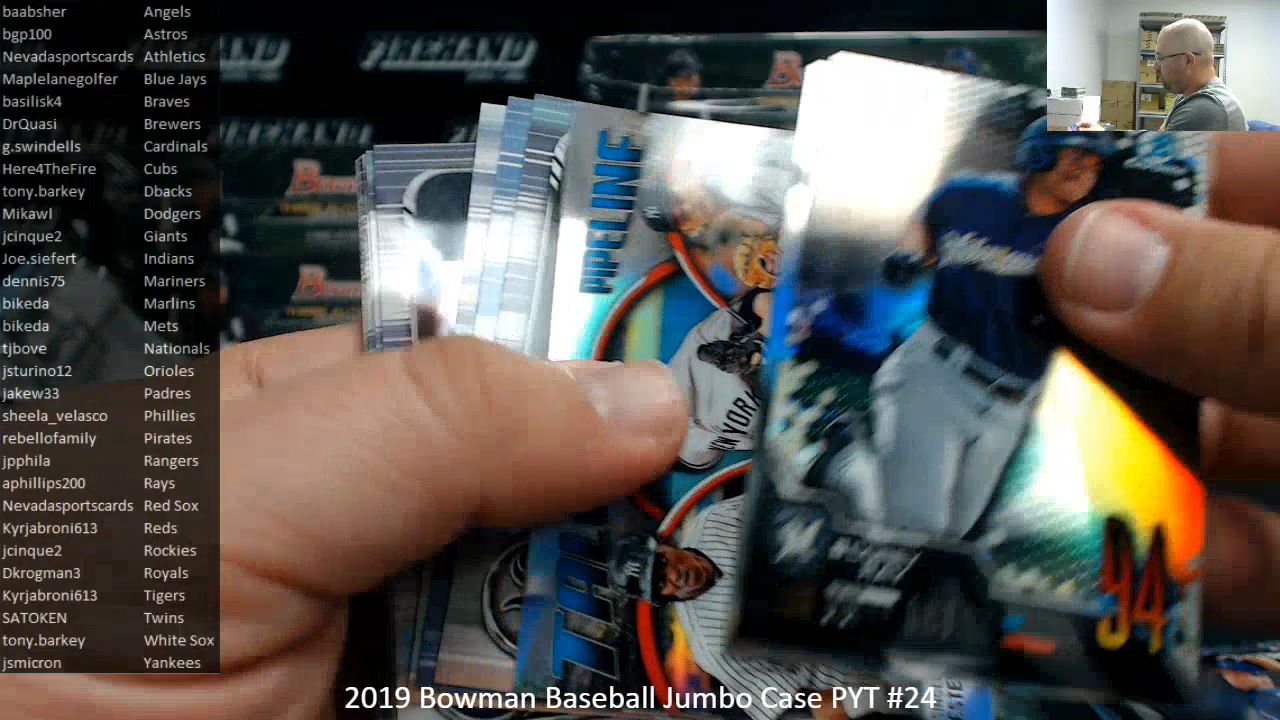 baabsher Angels
bgp100 Astros
Nevadasportscards Athletics
Maplelanegolfer Blue Jays
basilisk4 Braves
DrQuasi Brewers
g.swindells Cardinals
Here4TheFire Cubs
tony.barkey Dbacks
Mikawl Dodgers
jcinque2 Giants
Joe.siefert Indians
dennis75 Mariners
bikeda Marlins
bikeda Mets
tjbove Nationals
jsturino12 Orioles
jakew33 Padres
sheela_velasco Phillies
rebellofamily Pirates
jpphila Rangers
aphillips200 Rays
Nevadasportscards Red Sox
Kyrjabroni613 Reds
jcinque2 Rockies
Dkrogman3 Royals
Kyrjabroni613 Tigers
SATOKEN Twins
tony.barkey White Sox
jsmicron Yankees
PIPELINE
NEW YORK
94
2019 Bowman Baseball Jumbo Case PYT #24